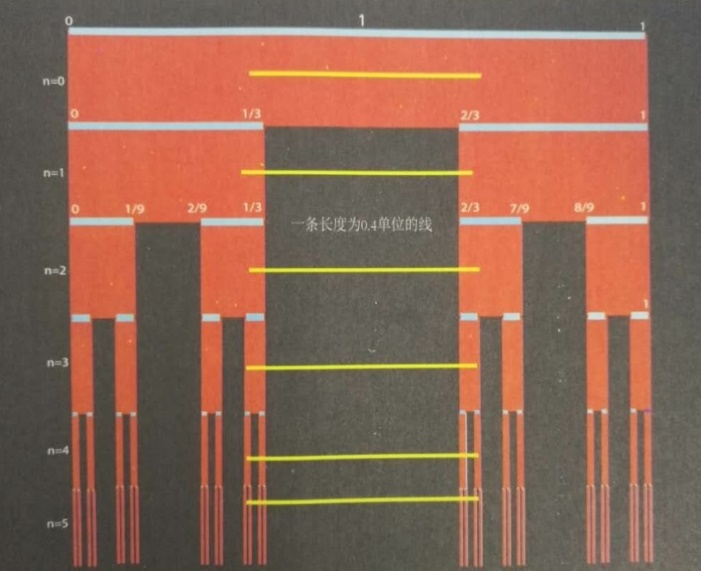 0 1 1
n=0
0 1/3 2/3 1
n=1
0 1/9 2/9 1/3 2/3 7/9 8/9 1
一条长度为0.4单位的线
n=2
1
n=3
n=4
n=5